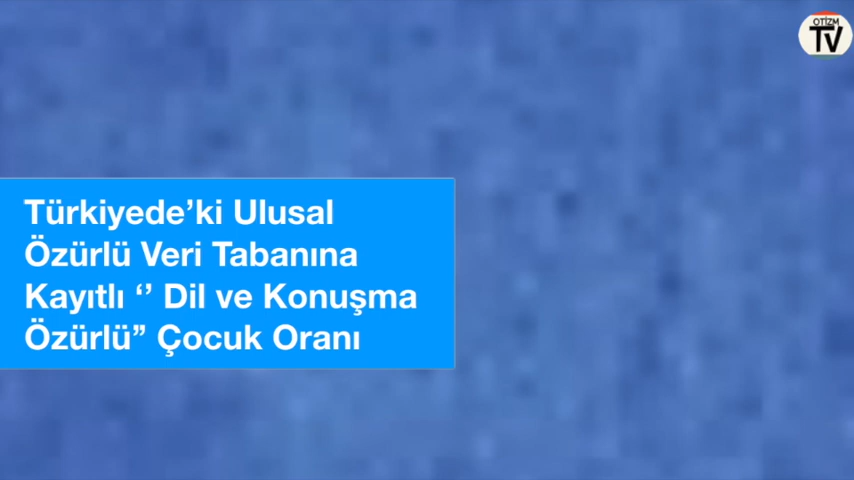 OTİZM
TV
Türkiyede’ki Ulusal
Özürlü Veri Tabanına
Kayıtlı ‘’ Dil ve Konuşma
Özürlü” Çocuk Oranı